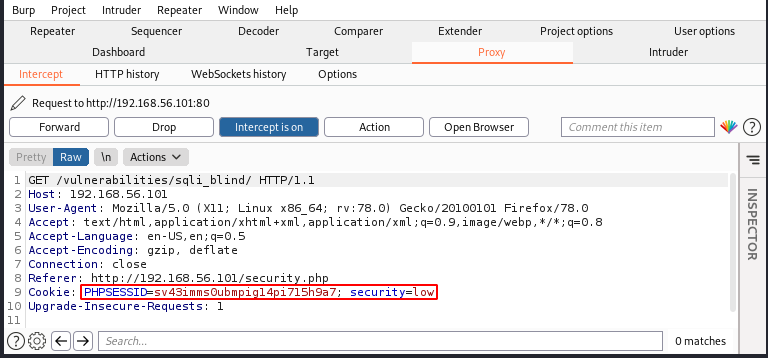 Burp Project Intruder Repeater Window Help
Repeater Sequencer Decoder Comparer Extender Project options User options
Dashboard Target Proxy Intruder
Intercept HTTP history WebSockets history Options
Request to http://192.168.56.101:80
Forward Drop Intercept is on Action Open Browser Comment this item ?
Pretty Raw \n Actions
1 GET /vulnerabilities/sqli_blind/ HTTP/1.1
2 Host: 192.168.56.101
3 User-Agent: Mozilla/5.0 (X11; Linux x86_64; rv:78.0) Gecko/20100101 Firefox/78.0
4 Accept: text/html,application/xhtml+xml,application/xml;q=0.9,image/webp,*/*;q=0.8
5 Accept-Language: en-US,en;q=0.5
6 Accept-Encoding: gzip, deflate
7 Connection: close
8 Referer: http://192.168.56.101/security.php
9 Cookie: PHPSESSID=sv43imms0ubmpig14pi715h9a7; security=low
10 Upgrade-Insecure-Requests: 1
11
INSPECTOR
? Search... 0 matches